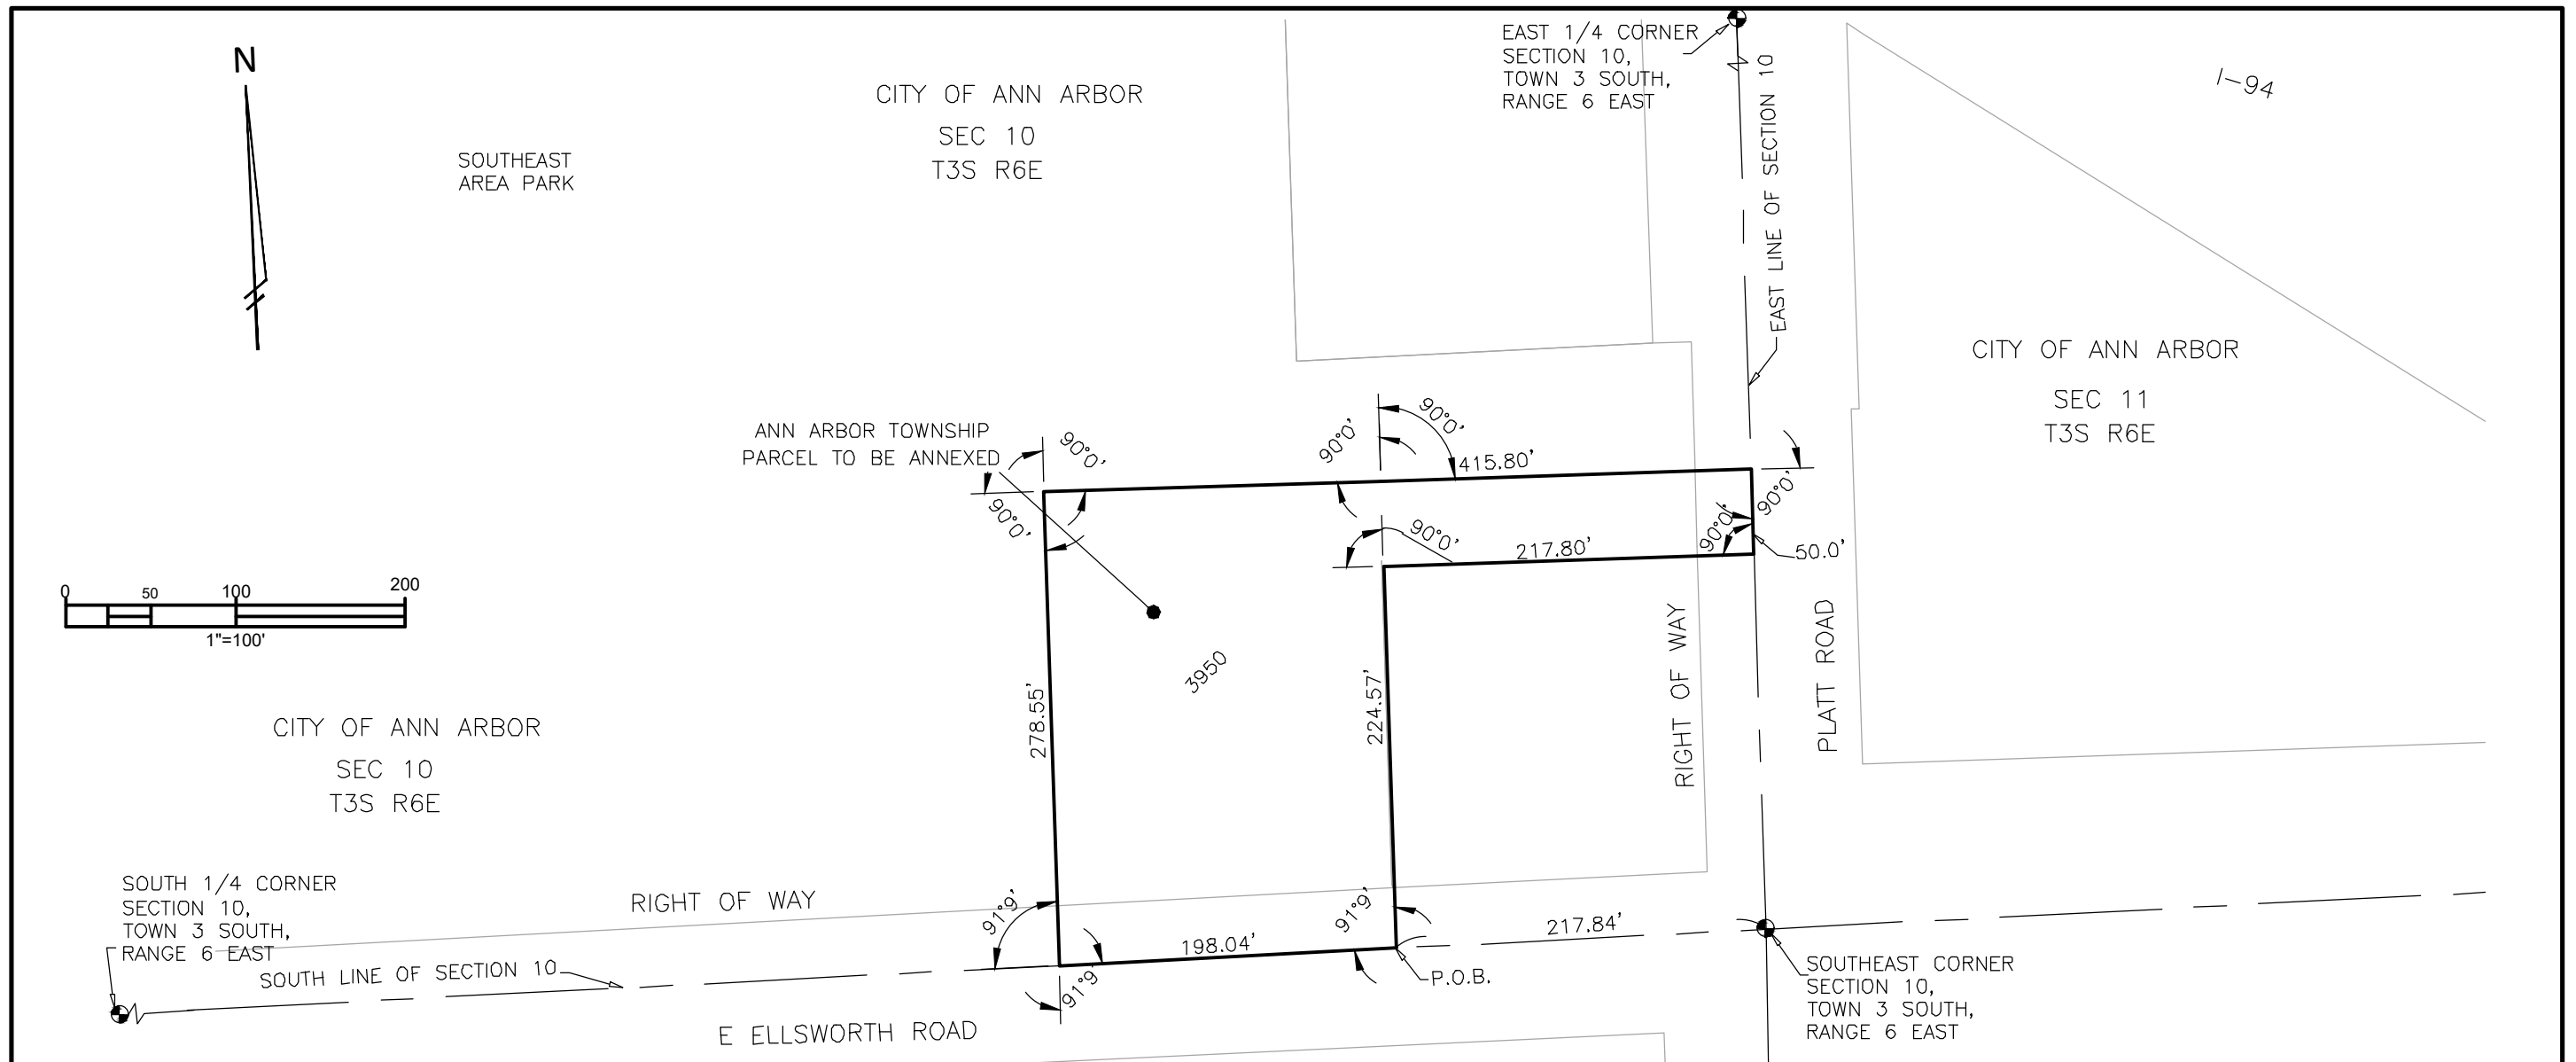 N
EAST 1/4 CORNER
SECTION 10,
TOWN 3 SOUTH,
RANGE 6 EAST
EAST LINE OF SECTION 10
I-94
CITY OF ANN ARBOR
SEC 10
T3S R6E
SOUTHEAST
AREA PARK
CITY OF ANN ARBOR
SEC 11
T3S R6E
ANN ARBOR TOWNSHIP
PARCEL TO BE ANNEXED
90°0'
90°0'
90°0'
90°0'
415.80'
90°0'
90°0'
90°0'
217.80'
50.0'
0
50
100
200
1"=100'
3950
278.55'
224.57'
RIGHT OF WAY
PLATT ROAD
CITY OF ANN ARBOR
SEC 10
T3S R6E
SOUTH 1/4 CORNER
SECTION 10,
TOWN 3 SOUTH,
RANGE 6 EAST
RIGHT OF WAY
91°9'
91°9'
91°9'
198.04'
217.84'
SOUTH LINE OF SECTION 10
P.O.B.
SOUTHEAST CORNER
SECTION 10,
TOWN 3 SOUTH,
RANGE 6 EAST
E ELLSWORTH ROAD